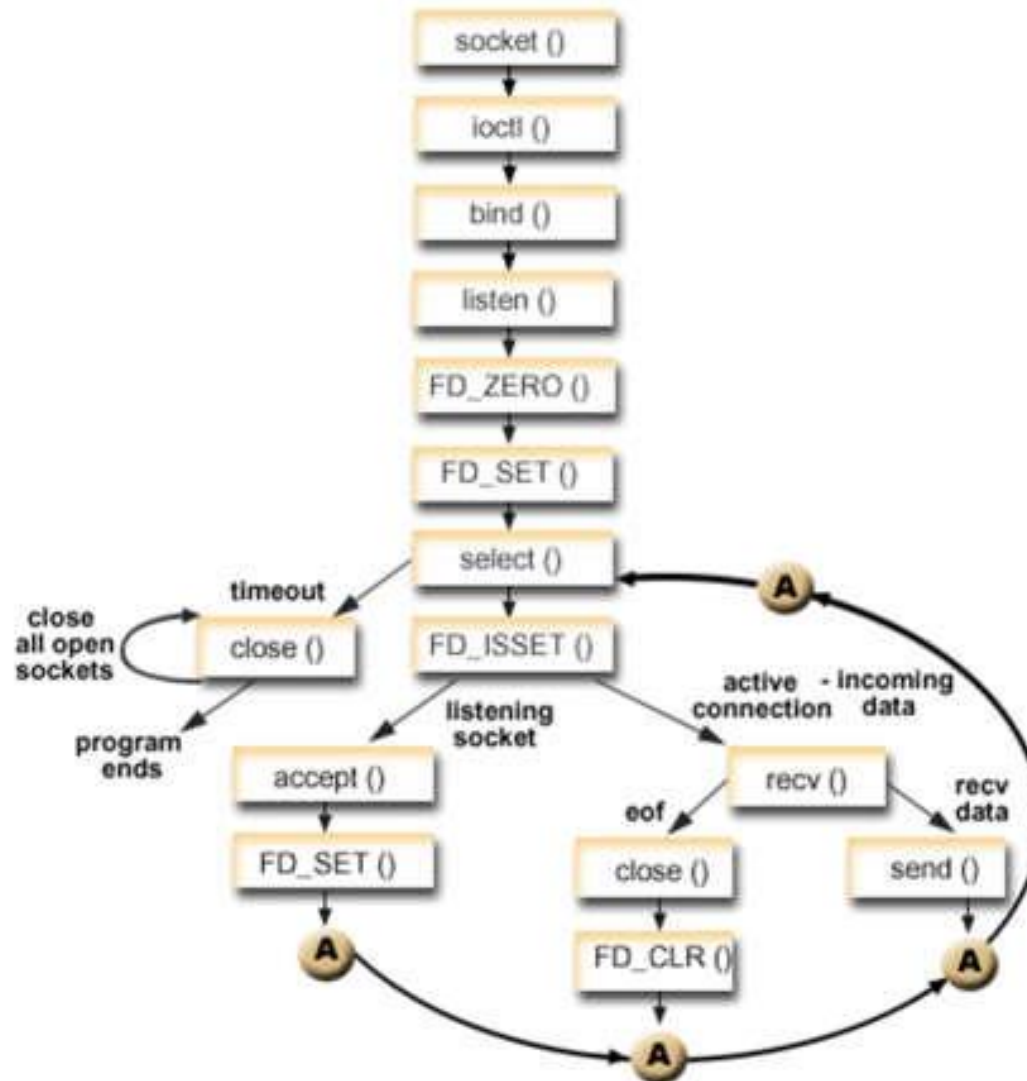 socket ()
ioctl ()
bind ()
listen ()
FD_ZERO ()
FD_SET ()
select ()
A
timeout
close
all open
sockets
close ()
FD_ISSET ()
program
ends
listening
socket
active
connection
- incoming
data
accept ()
recv ()
eof
recv
data
FD_SET ()
close ()
send ()
A
FD_CLR ()
A
A